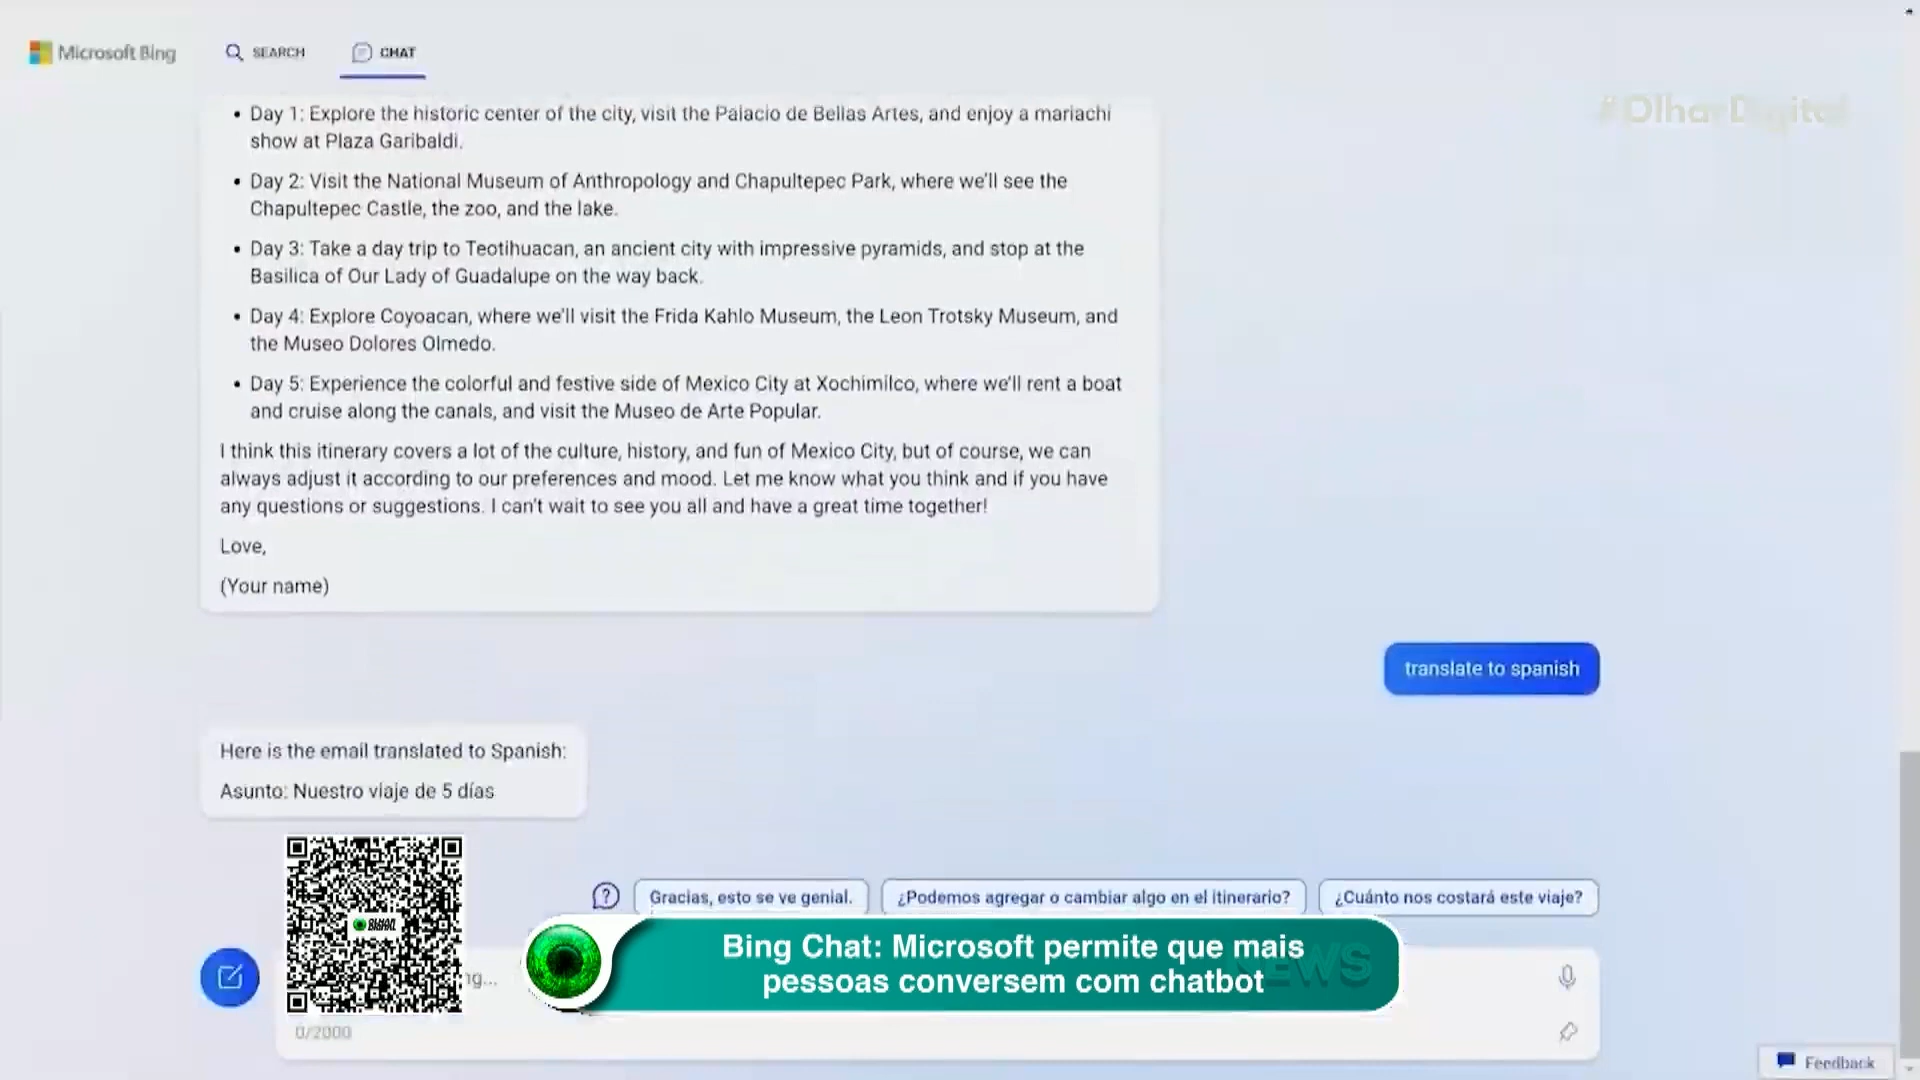 Microsoft Bing
SEARCH
CHAT
#OlharDigital
• Day 1: Explore the historic center of the city, visit the Palacio de Bellas Artes, and enjoy a mariachi
show at Plaza Garibaldi.
• Day 2: Visit the National Museum of Anthropology and Chapultepec Park, where we'll see the
Chapultepec Castle, the zoo, and the lake.
• Day 3: Take a day trip to Teotihuacan, an ancient city with impressive pyramids, and stop at the
Basilica of Our Lady of Guadalupe on the way back.
• Day 4: Explore Coyoacan, where we'll visit the Frida Kahlo Museum, the Leon Trotsky Museum, and
the Museo Dolores Olmedo.
• Day 5: Experience the colorful and festive side of Mexico City at Xochimilco, where we'll rent a boat
and cruise along the canals, and visit the Museo de Arte Popular.
I think this itinerary covers a lot of the culture, history, and fun of Mexico City, but of course, we can
always adjust it according to our preferences and mood. Let me know what you think and if you have
any questions or suggestions. I can't wait to see you all and have a great time together!
Love,
(Your name)
translate to spanish
Here is the email translated to Spanish:
Asunto: Nuestro viaje de 5 días
Gracias, esto se ve genial.
¿Podemos agregar o cambiar algo en el itinerario?
¿Cuánto nos costará este viaje?
OLHAR
DIGITAL
Bing Chat: Microsoft permite que mais
pessoas conversem com chatbot
NEWS
ng...
0/2000
Feedback